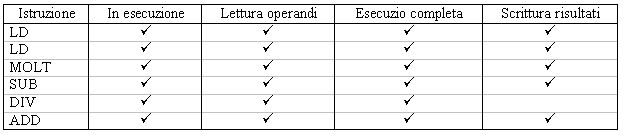 Istruzione In esecuzione Lettura operandi Esecuzio completa Scrittura risultati
LD ✓ ✓ ✓ ✓
LD ✓ ✓ ✓ ✓
MOLT ✓ ✓ ✓ ✓
SUB ✓ ✓ ✓ ✓
DIV ✓ ✓ ✓
ADD ✓ ✓ ✓ ✓